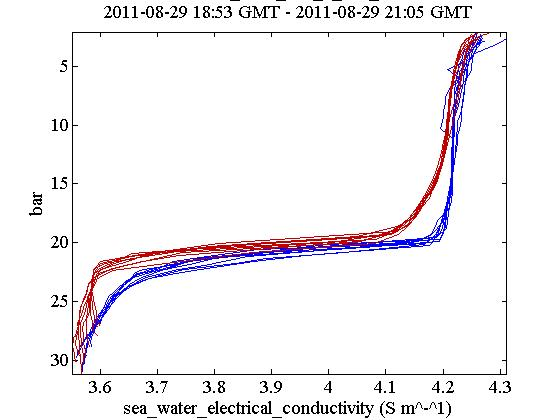 2011-08-29 18:53 GMT - 2011-08-29 21:05 GMT
5
10
15
20
25
30
bar
3.6 3.7 3.8 3.9 4 4.1 4.2 4.3
sea_water_electrical_conductivity (S m^-^1)